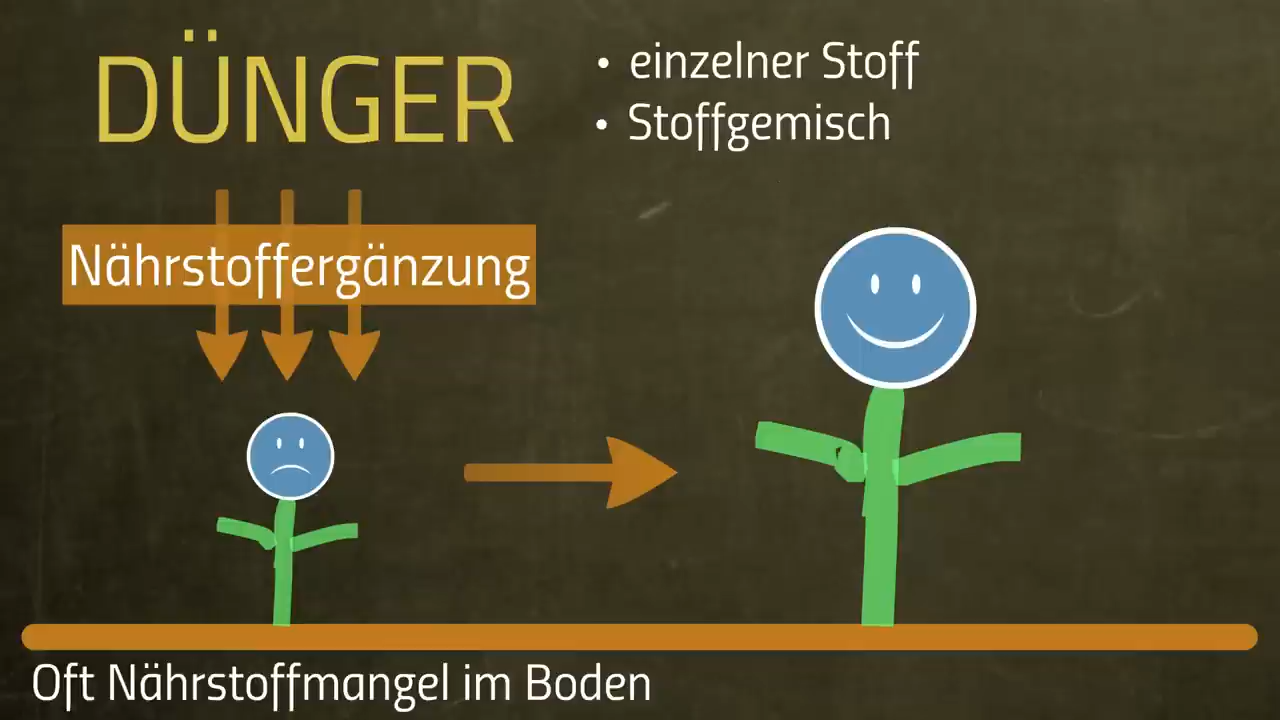 DÜNGER
• einzelner Stoff
• Stoffgemisch
Nährstoffergänzung
Oft Nährstoffmangel im Boden